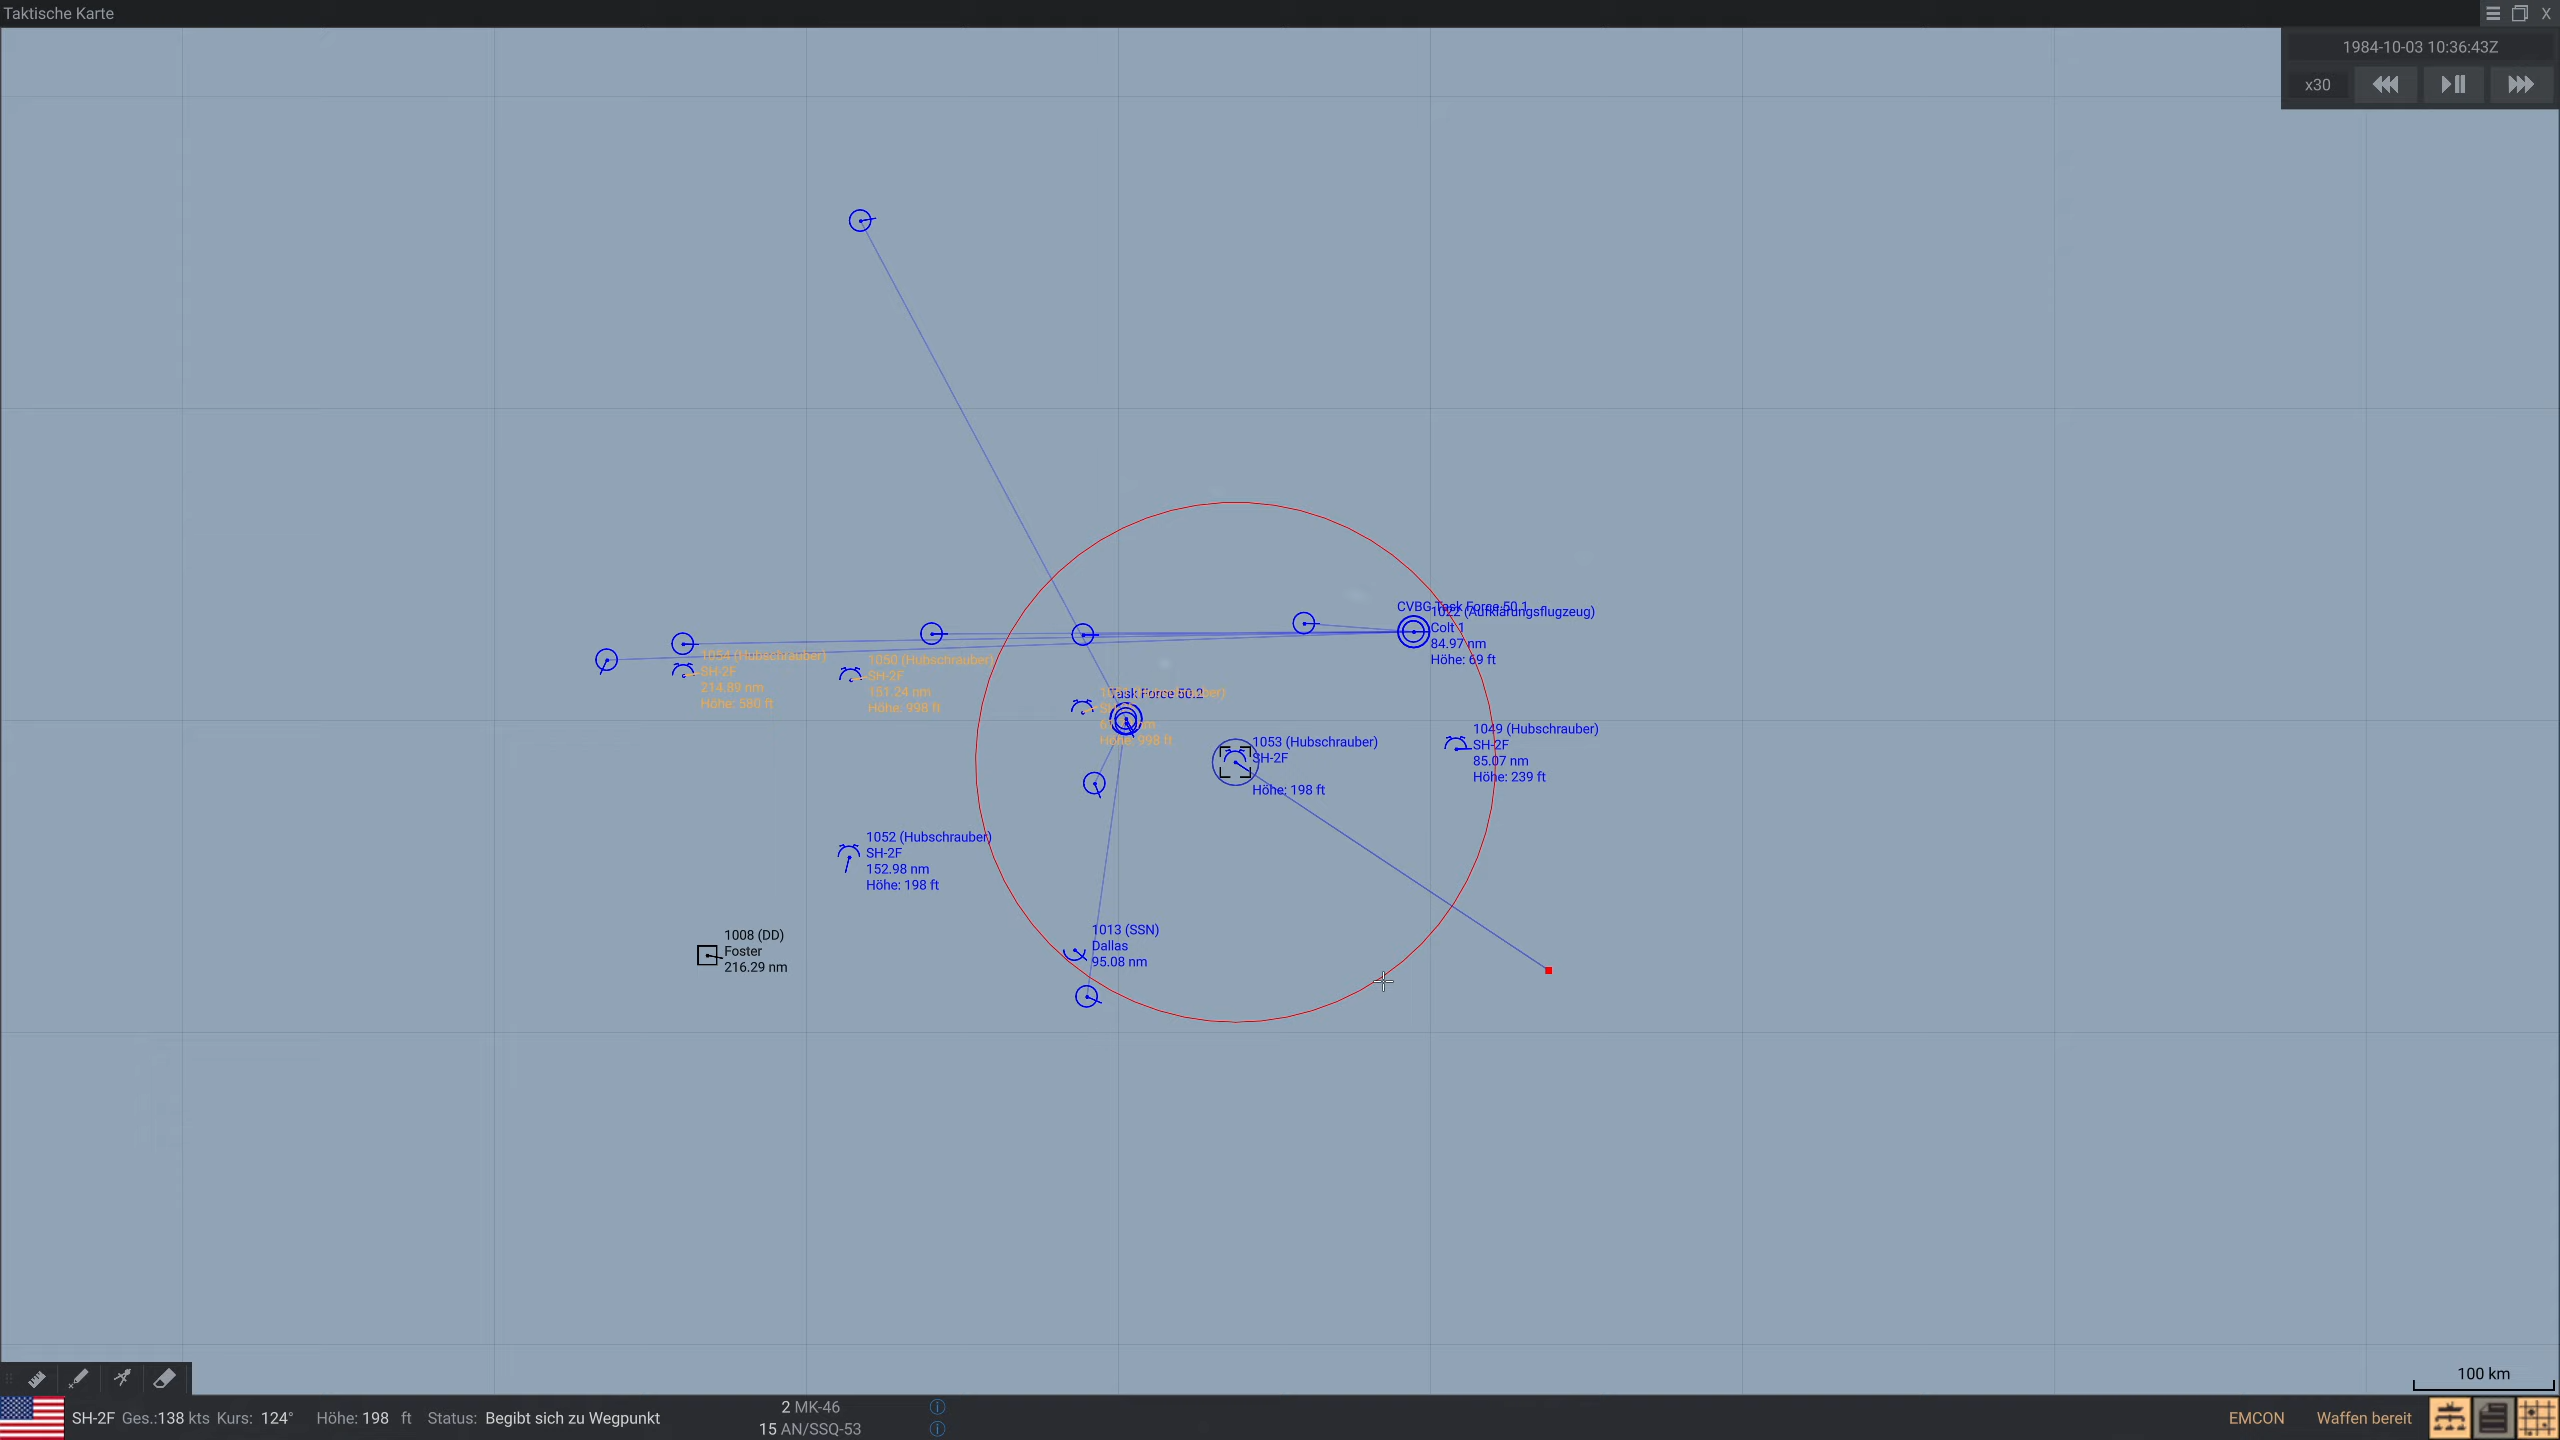 Taktische Karte
X
1984-10-03 10:36:43Z
x30
CVBG Task Force 50.1
1022 (Aufklärungsflugzeug)
Colt 1
84.97 nm
Höhe: 69 ft
1054 (Hubschrauber)
SH-2F
214.89 nm
Höhe: 580 ft
1050 (Hubschrauber)
SH-2F
151.24 nm
Höhe: 998 ft
Task Force 50.2
Höhe: 998 ft
1053 (Hubschrauber)
SH-2F
Höhe: 198 ft
1049 (Hubschrauber)
SH-2F
85.07 nm
Höhe: 239 ft
1052 (Hubschrauber)
SH-2F
152.98 nm
Höhe: 198 ft
1013 (SSN)
Dallas
95.08 nm
1008 (DD)
Foster
216.29 nm
100 km
SH-2F Ges.:138 kts Kurs: 124° Höhe: 198 ft Status: Begibt sich zu Wegpunkt
2 MK-46
15 AN/SSQ-53
EMCON
Waffen bereit